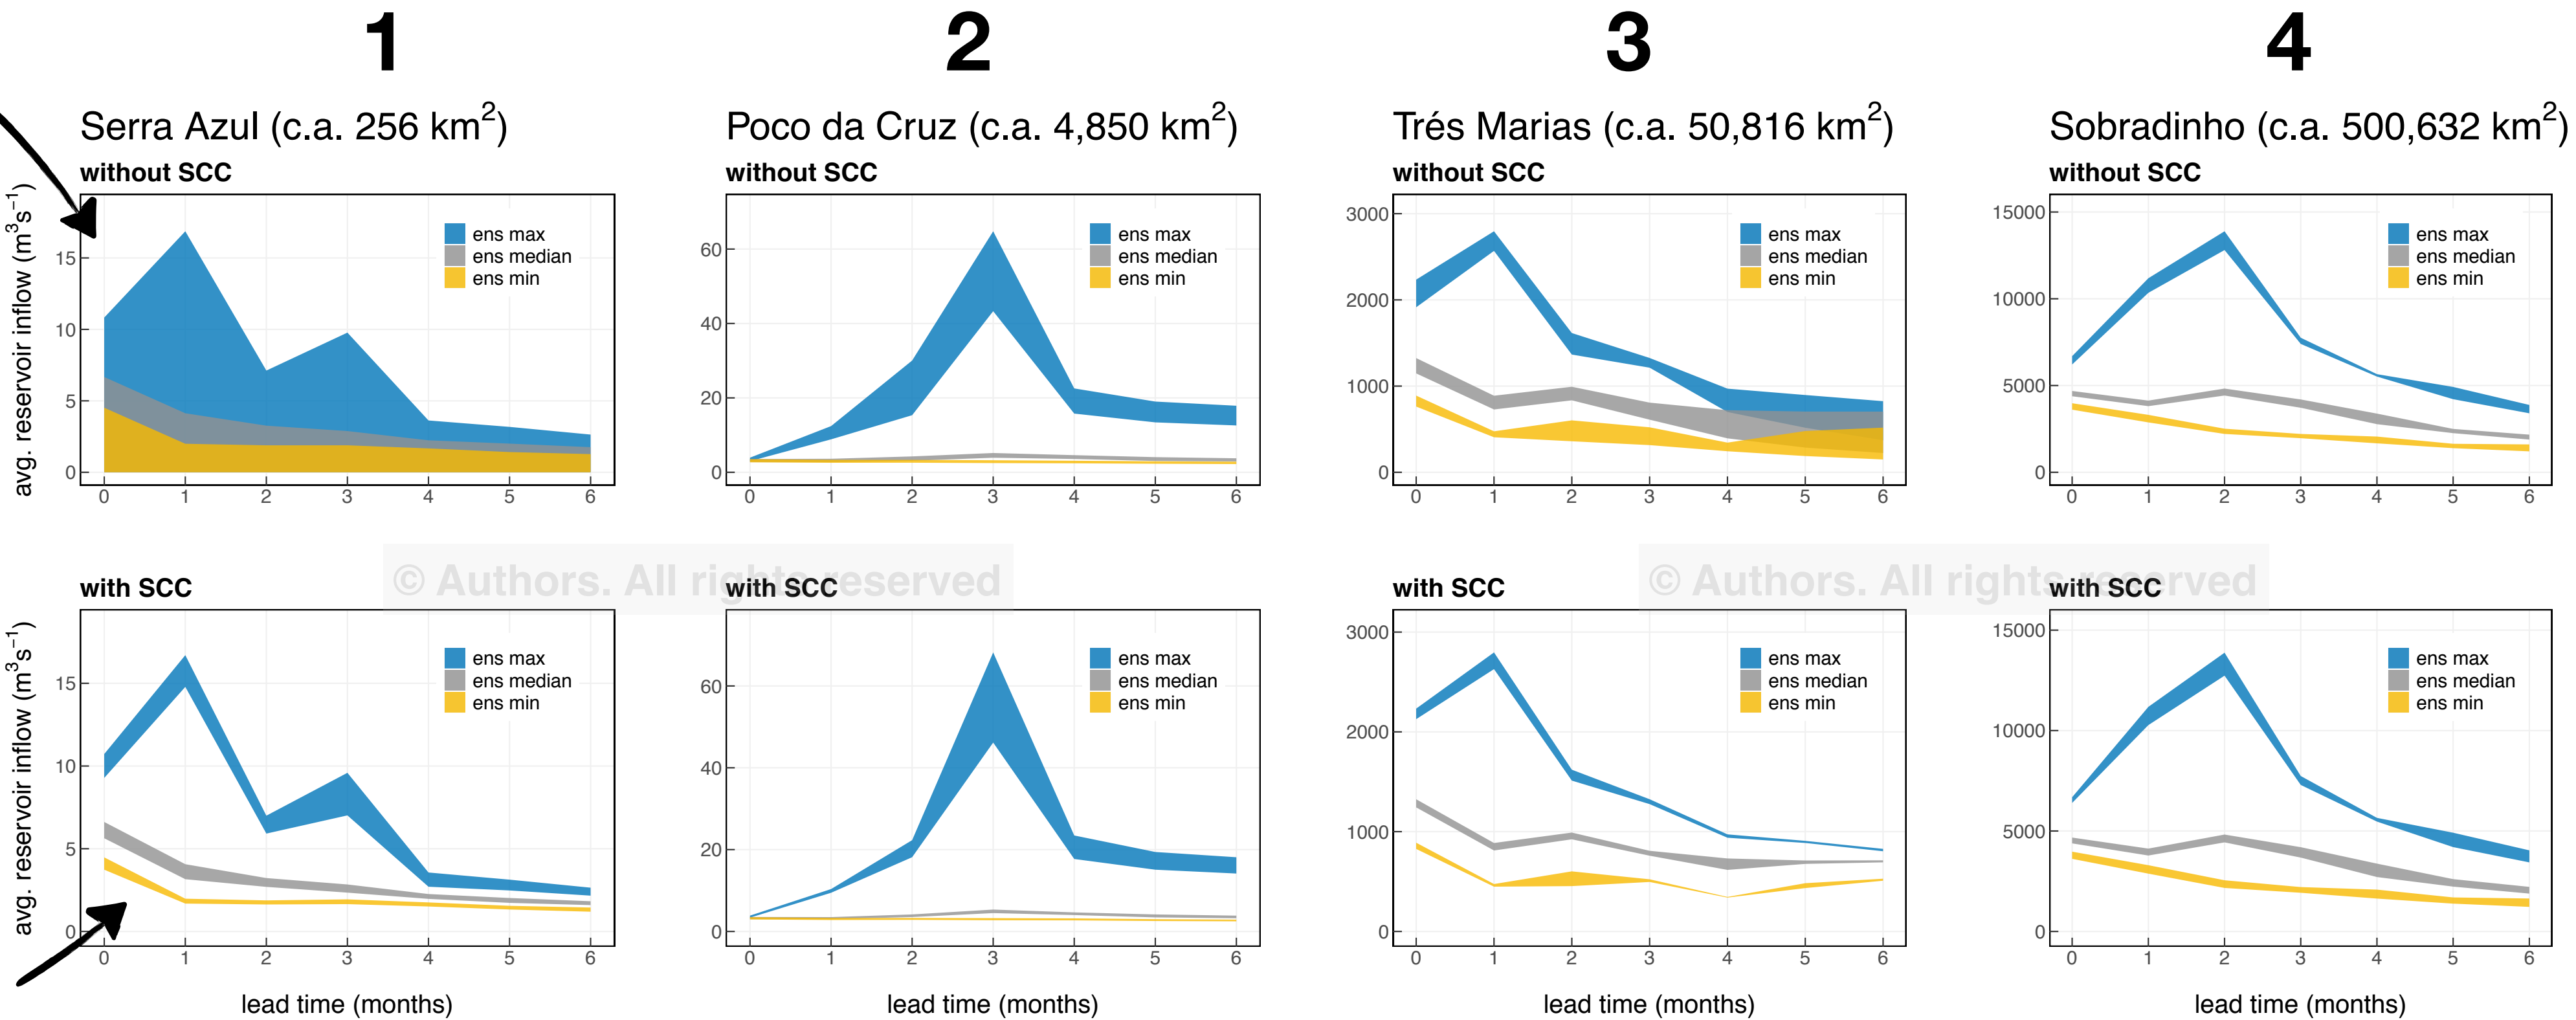 1 2 3 4
Serra Azul (c.a. 256 km²) Poco da Cruz (c.a. 4,850 km²) Trés Marias (c.a. 50,816 km²) Sobradinho (c.a. 500,632 km²)
without SCC without SCC without SCC without SCC
avg. reservoir inflow (m³s⁻¹)
15
10
5
0
0 1 2 3 4 5 6
ens max
ens median
ens min
60
40
20
0
0 1 2 3 4 5 6
ens max
ens median
ens min
3000
2000
1000
0
0 1 2 3 4 5 6
ens max
ens median
ens min
15000
10000
5000
0
0 1 2 3 4 5 6
ens max
ens median
ens min
© Authors. All rights reserved © Authors. All rights reserved
with SCC with SCC with SCC with SCC
avg. reservoir inflow (m³s⁻¹)
15
10
5
0
0 1 2 3 4 5 6
ens max
ens median
ens min
lead time (months)
60
40
20
0
0 1 2 3 4 5 6
ens max
ens median
ens min
lead time (months)
3000
2000
1000
0
0 1 2 3 4 5 6
ens max
ens median
ens min
lead time (months)
15000
10000
5000
0
0 1 2 3 4 5 6
ens max
ens median
ens min
lead time (months)